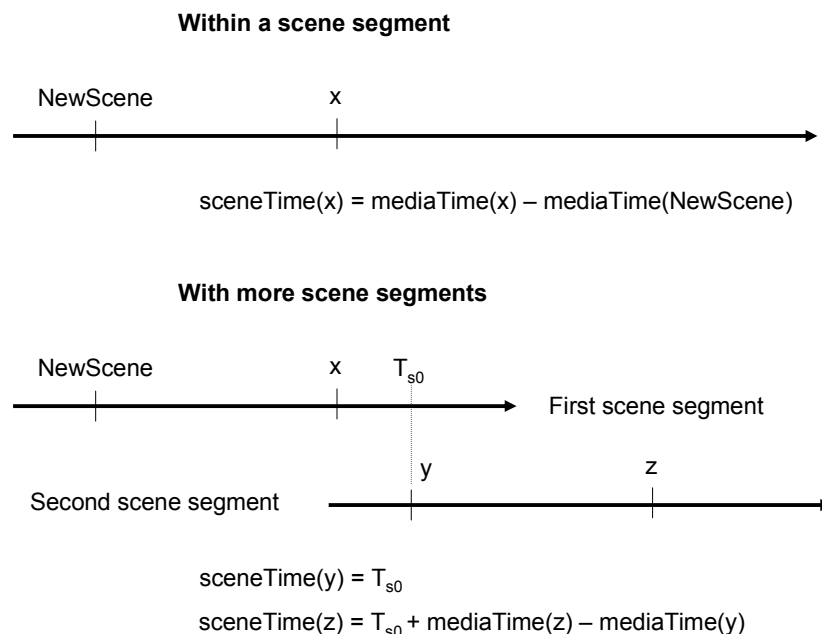 Within a scene segment
NewScene x
sceneTime(x) = mediaTime(x) – mediaTime(NewScene)
With more scene segments
NewScene x Ts0
First scene segment
y z
Second scene segment
sceneTime(y) = Ts0
sceneTime(z) = Ts0 + mediaTime(z) – mediaTime(y)